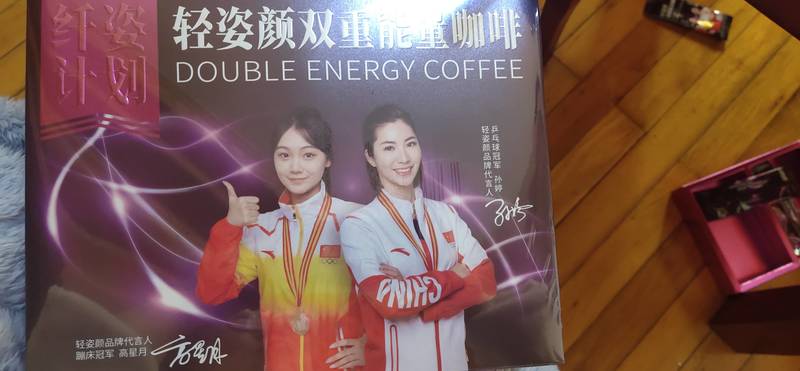 纤姿
计划
轻姿颜双重能量咖啡
DOUBLE ENERGY COFFEE
乒乓球冠军 孙婷
轻姿颜品牌代言人
CHINA
轻姿颜品牌代言人
蹦床冠军 高星月